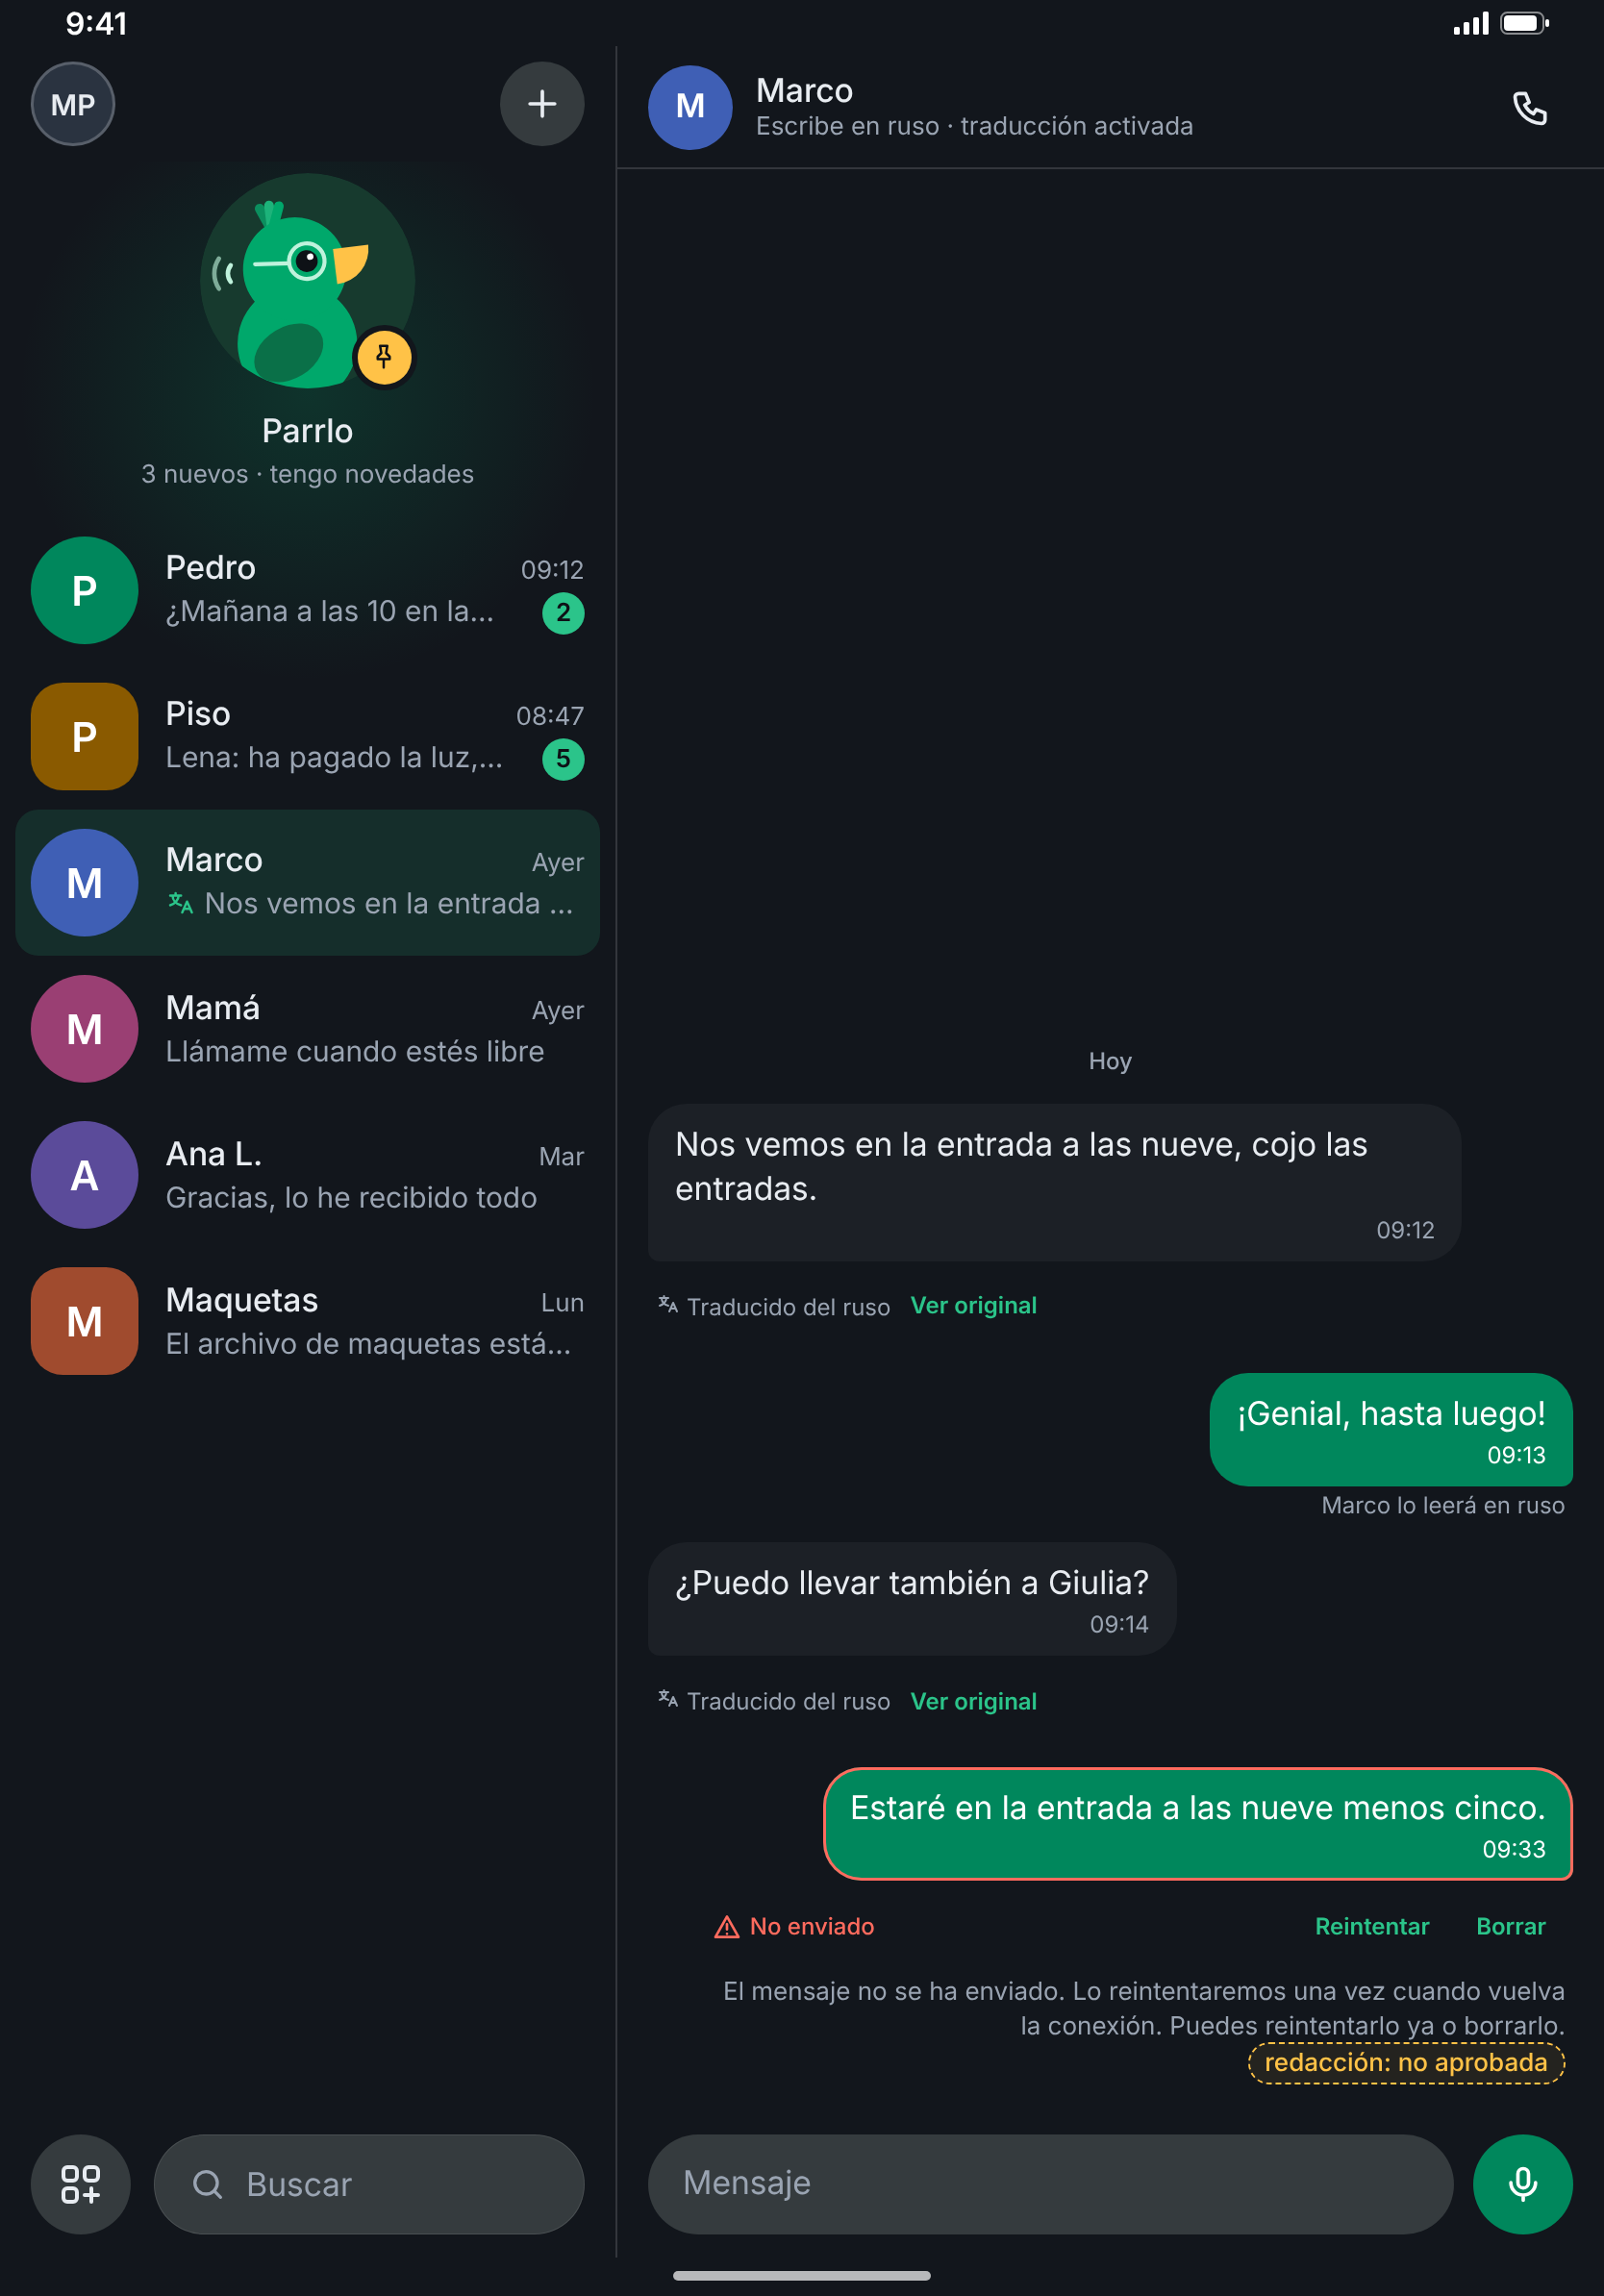 9:41
MP
Parrlo
3 nuevos · tengo novedades
P
Pedro
09:12
¿Mañana a las 10 en la...
2
P
Piso
08:47
Lena: ha pagado la luz,...
5
M
Marco
Ayer
Nos vemos en la entrada ...
M
Mamá
Ayer
Llámame cuando estés libre
A
Ana L.
Mar
Gracias, lo he recibido todo
M
Maquetas
Lun
El archivo de maquetas está...
Buscar
M
Marco
Escribe en ruso · traducción activada
Hoy
Nos vemos en la entrada a las nueve, cojo las
entradas.
09:12
Traducido del ruso Ver original
¡Genial, hasta luego!
09:13
Marco lo leerá en ruso
¿Puedo llevar también a Giulia?
09:14
Traducido del ruso Ver original
Estaré en la entrada a las nueve menos cinco.
09:33
No enviado Reintentar Borrar
El mensaje no se ha enviado. Lo reintentaremos una vez cuando vuelva
la conexión. Puedes reintentarlo ya o borrarlo.
redacción: no aprobada
Mensaje